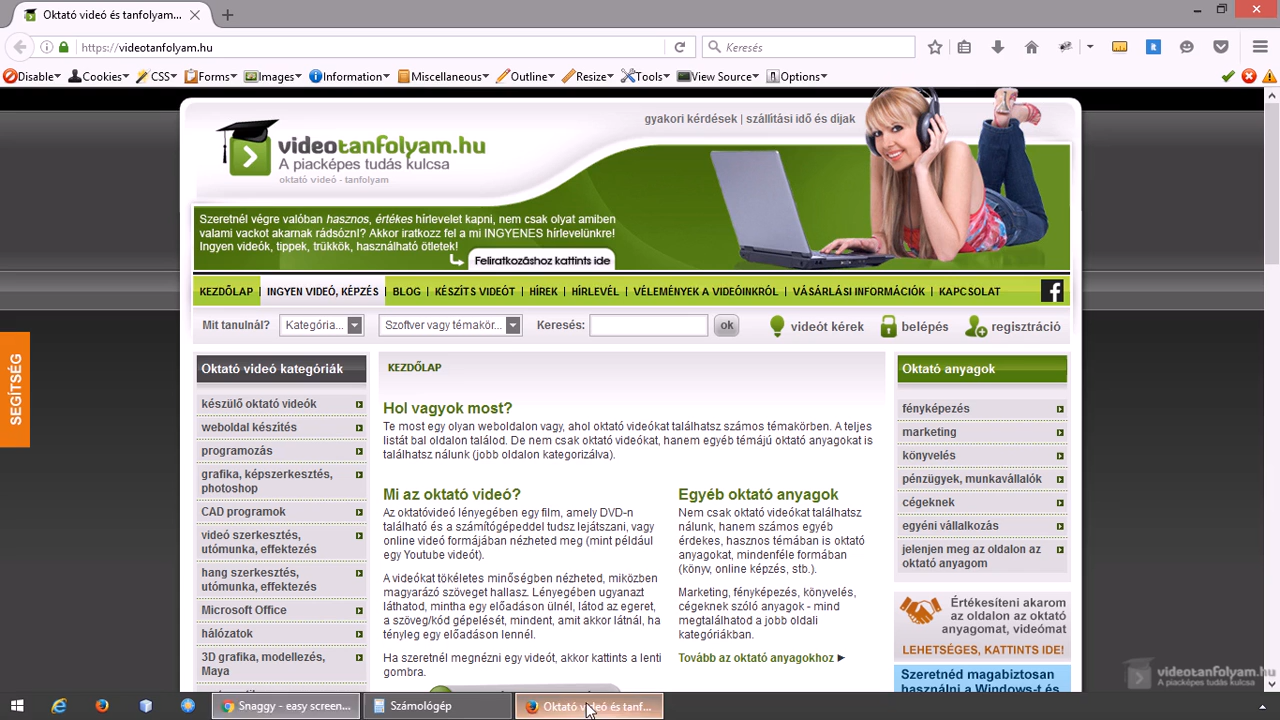 Oktató videó és tanfolyam...
https://videotanfolyam.hu
Keresés
Disable
Cookies
CSS
Forms
Images
Information
Miscellaneous
Outline
Resize
Tools
View Source
Options
gyakori kérdések | szállítási idő és díjak
videotanfolyam.hu
A piacképes tudás kulcsa
oktató videó - tanfolyam
Szeretnél végre valóban hasznos, értékes hírlevelet kapni, nem csak olyat amiben
valami vackot akarnak rádsózni? Akkor iratkozz fel a mi INGYENES hírlevelünkre!
Ingyen videók, tippek, trükkök, használható ötletek!
Feliratkozáshoz kattints ide
KEZDŐLAP | INGYEN VIDEÓ, KÉPZÉS | BLOG | KÉSZÍTS VIDEÓT | HÍREK | HÍRLEVÉL | VÉLEMÉNYEK A VIDEÓINKRÓL | VÁSÁRLÁSI INFORMÁCIÓK | KAPCSOLAT
Mit tanulnál? Kategória... Szoftver vagy témakör... Keresés: ok videót kérek belépés regisztráció
SEGÍTSÉG
Oktató videó kategóriák
készülő oktató videók
weboldal készítés
programozás
grafika, képszerkesztés,
photoshop
CAD programok
videó szerkesztés,
utómunka, effektezés
hang szerkesztés,
utómunka, effektezés
Microsoft Office
hálózatok
3D grafika, modellezés,
Maya
KEZDŐLAP
Hol vagyok most?
Te most egy olyan weboldalon vagy, ahol oktató videókat találhatsz számos témakörben. A teljes
listát bal oldalon találod. De nem csak oktató videókat, hanem egyéb témájú oktató anyagokat is
találhatsz nálunk (jobb oldalon kategorizálva).
Mi az oktató videó?
Az oktatóvideó lényegében egy film, amely DVD-n
található és a számítógépeddel tudsz lejátszani, vagy
online videó formájában nézheted meg (mint például
egy Youtube videót).
A videókat tökéletes minőségben nézheted, miközben
magyarázó szöveget hallasz. Lényegében ugyanazt
láthatod, mintha egy előadáson ülnél, látod az egeret,
a szöveg/kód gépelését, mindent, amit akkor látnál, ha
tényleg egy előadáson lennél.
Ha szeretnél megnézni egy videót, akkor kattints a lenti
gombra.
Egyéb oktató anyagok
Nem csak oktató videókat találhatsz
nálunk, hanem számos egyéb
érdekes, hasznos témában is oktató
anyagokat, mindenféle formában
(könyv, online képzés, stb.).
Marketing, fényképezés, könyvelés,
cégeknek szóló anyagok - mind
megtalálhatod a jobb oldali
kategóriákban.
Tovább az oktató anyagokhoz
Oktató anyagok
fényképezés
marketing
könyvelés
pénzügyek, munkavállalók
cégeknek
egyéni vállalkozás
jelenjen meg az oldalon az
oktató anyagom
Értékesíteni akarom
az oldalon az oktató
anyagomat, videómat
LEHETSÉGES, KATTINTS IDE!
Szeretnéd magabiztosan
használni a Windows-t és
videotanfolyam.hu
Snaggy - easy screen...
Számológép
Oktató videó és tanf...